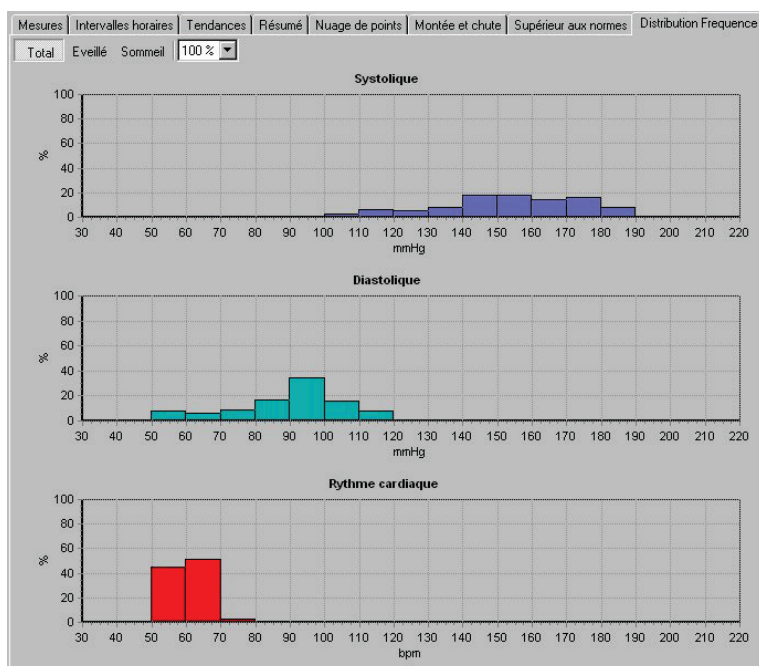 Mesures Intervalles horaires Tendances Résumé Nuage de points Montée et chute Supérieur aux normes Distribution Frequence
Total Eveillé Sommeil 100 %
Systolique
100
80
60
40
20
0
%
30 40 50 60 70 80 90 100 110 120 130 140 150 160 170 180 190 200 210 220
mmHg
Diastolique
100
80
60
40
20
0
%
30 40 50 60 70 80 90 100 110 120 130 140 150 160 170 180 190 200 210 220
mmHg
Rythme cardiaque
100
80
60
40
20
0
%
30 40 50 60 70 80 90 100 110 120 130 140 150 160 170 180 190 200 210 220
bpm